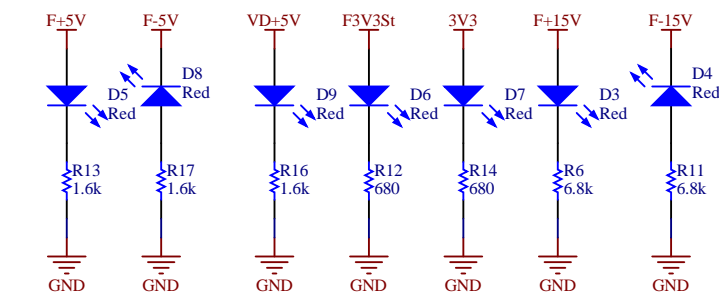 F+5V F-5V VD+5V F3V3St 3V3 F+15V F-15V
D8 D4
D5 Red D9 D6 D7 D3 Red
Red Red Red Red Red
R13 R17 R16 R12 R14 R6 R11
1.6k 1.6k 1.6k 680 680 6.8k 6.8k
GND GND GND GND GND GND GND